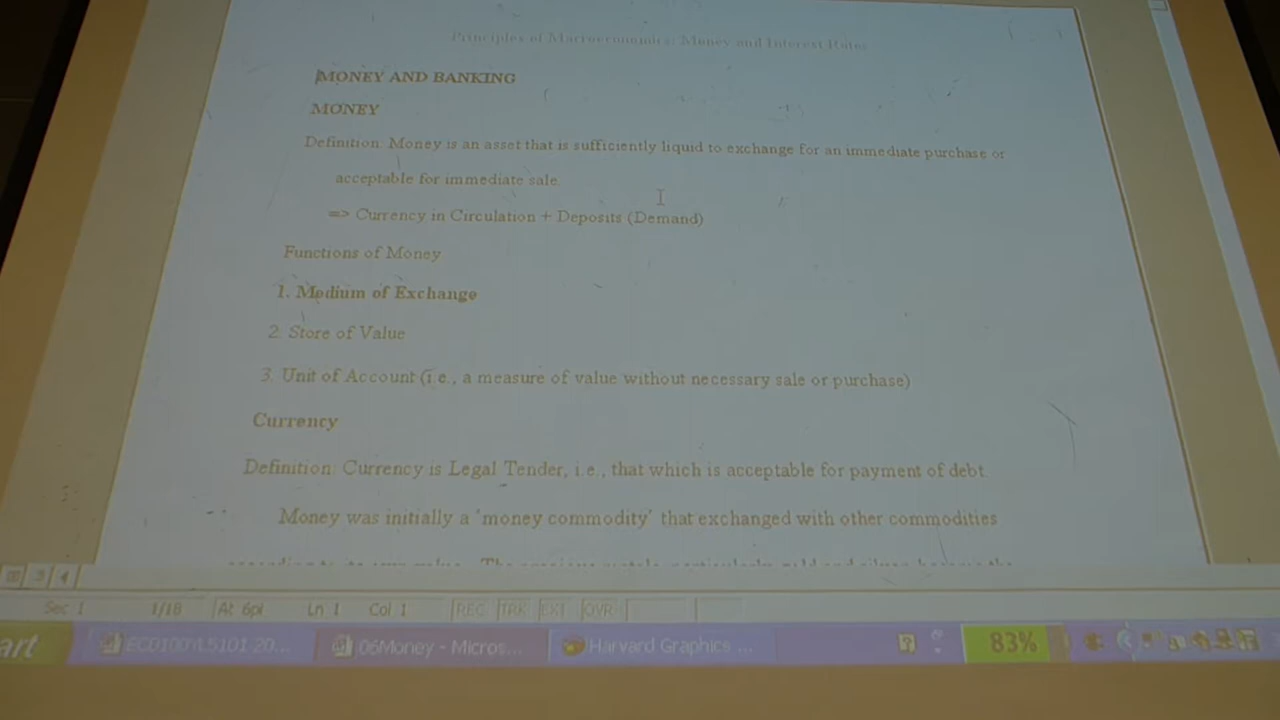 Principles of Macroeconomics: Money and Interest Rates
MONEY AND BANKING
MONEY
Definition: Money is an asset that is sufficiently liquid to exchange for an immediate purchase or
acceptable for immediate sale.
=> Currency in Circulation + Deposits (Demand)
Functions of Money
1. Medium of Exchange
2. Store of Value
3. Unit of Account (i.e., a measure of value without necessary sale or purchase)
Currency
Definition: Currency is Legal Tender, i.e., that which is acceptable for payment of debt.
Money was initially a 'money commodity' that exchanged with other commodities
Sec 1 1/18 At 6pi Ln 1 Col 1 REC TRK EXT OVR
art ECO100YL5101 20... 06Money - Micros... Harvard Graphics ... 83%